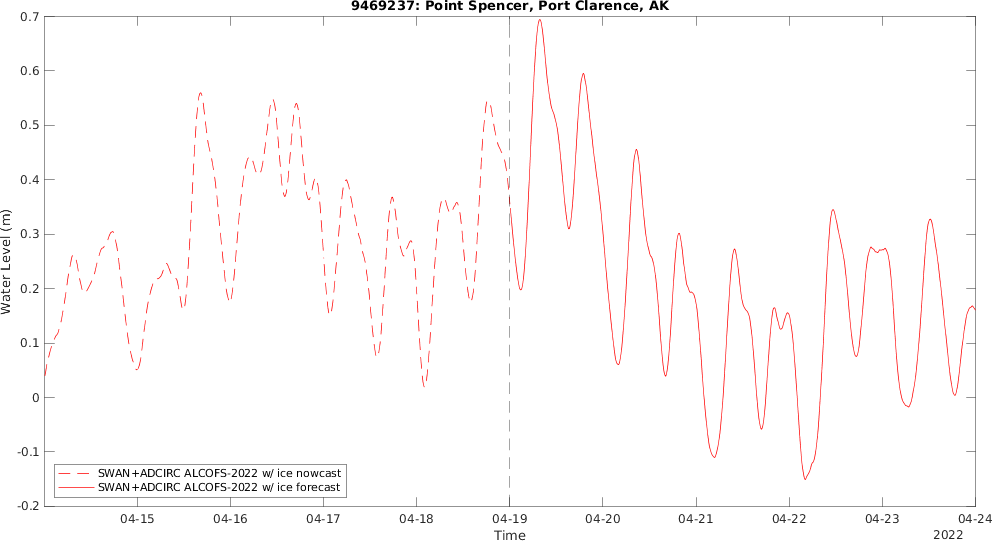 9469237: Point Spencer, Port Clarence, AK
0.7
0.6
0.5
0.4
0.3
0.2
0.1
0
-0.1
-0.2
Water Level (m)
SWAN+ADCIRC ALCOFS-2022 w/ ice nowcast
SWAN+ADCIRC ALCOFS-2022 w/ ice forecast
04-15 04-16 04-17 04-18 04-19 04-20 04-21 04-22 04-23 04-24
Time
2022